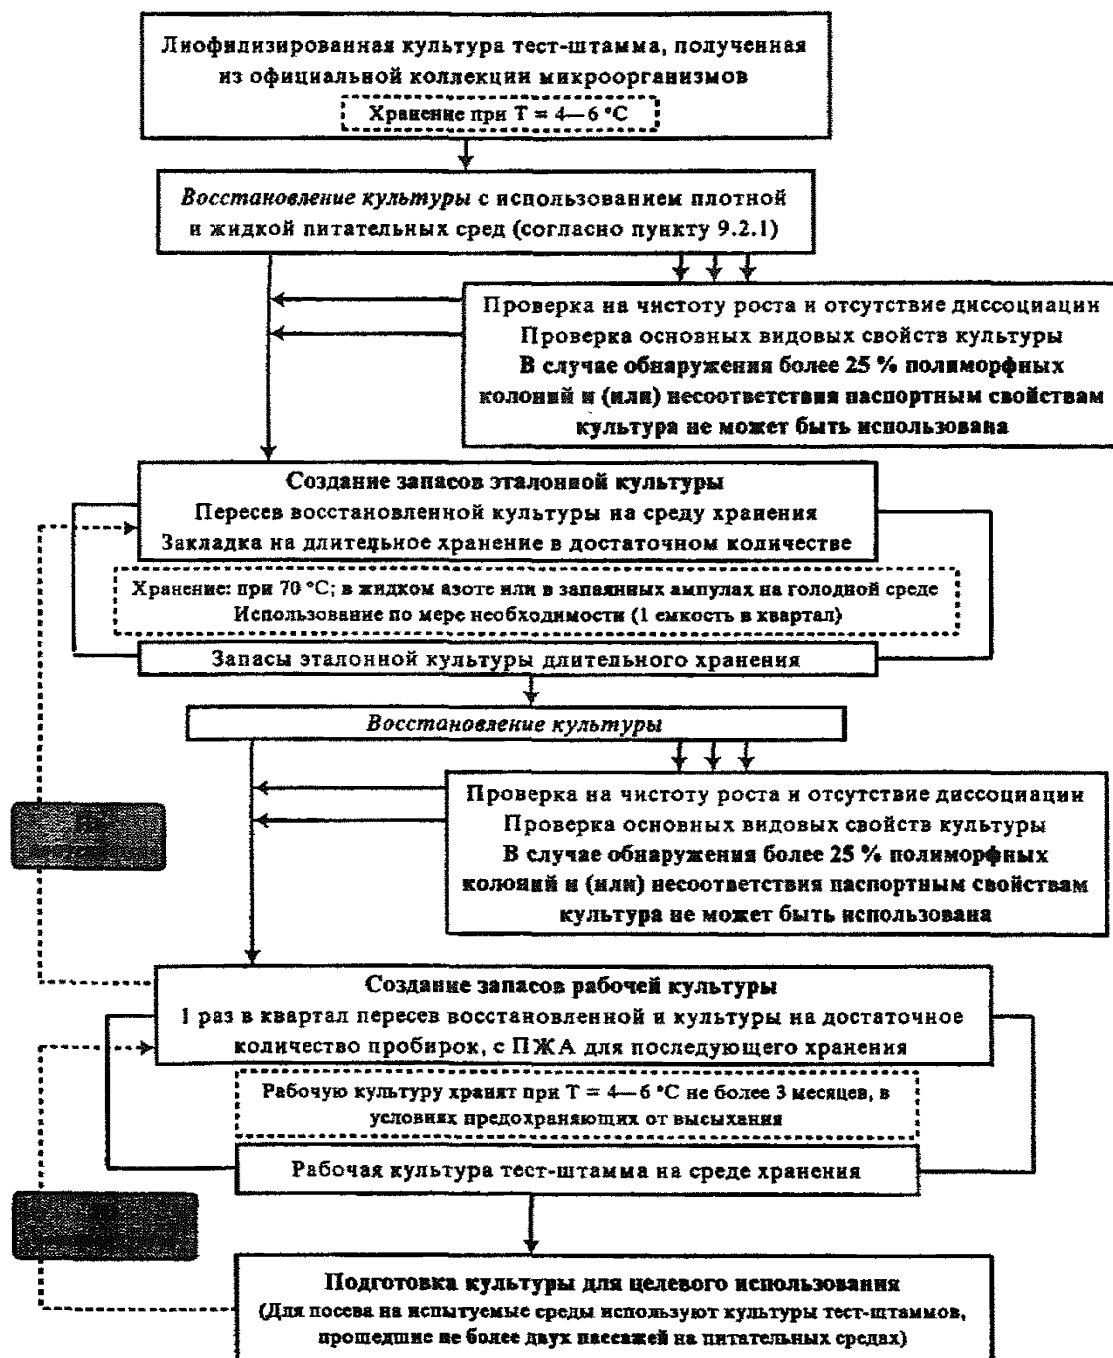 Лиофилизированная культура тест-штамма, полученная
из официальной коллекции микроорганизмов
Хранение при Т = 4—6 °С
Восстановление культуры с использованием плотной
и жидкой питательных сред (согласно пункту 9.2.1)
Проверка на чистоту роста и отсутствие диссоциации
Проверка основных видовых свойств культуры
В случае обнаружения более 25 % полиморфных
колоний и (или) несоответствия паспортным свойствам
культура не может быть использована
Создание запасов эталонной культуры
Пересев восстановленной культуры на среду хранения
Закладка на длительное хранение в достаточном количестве
Хранение: при 70 °С; в жидком азоте или в запаянных ампулах на голодной среде
Использование по мере необходимости (1 емкость в квартал)
Запасы эталонной культуры длительного хранения
Восстановление культуры
Проверка на чистоту роста и отсутствие диссоциации
Проверка основных видовых свойств культуры
В случае обнаружения более 25 % полиморфных
колоний и (или) несоответствия паспортным свойствам
культура не может быть использована
Создание запасов рабочей культуры
1 раз в квартал пересев восстановленной и культуры на достаточное
количество пробирок, с ПЖА для последующего хранения
Рабочую культуру хранят при Т = 4—6 °С не более 3 месяцев, в
условиях предохраняющих от высыхания
Рабочая культура тест-штамма на среде хранения
Подготовка культуры для целевого использования
(Для посева на испытуемые среды используют культуры тест-штаммов,
прошедшие не более двух пассажей на питательных средах)